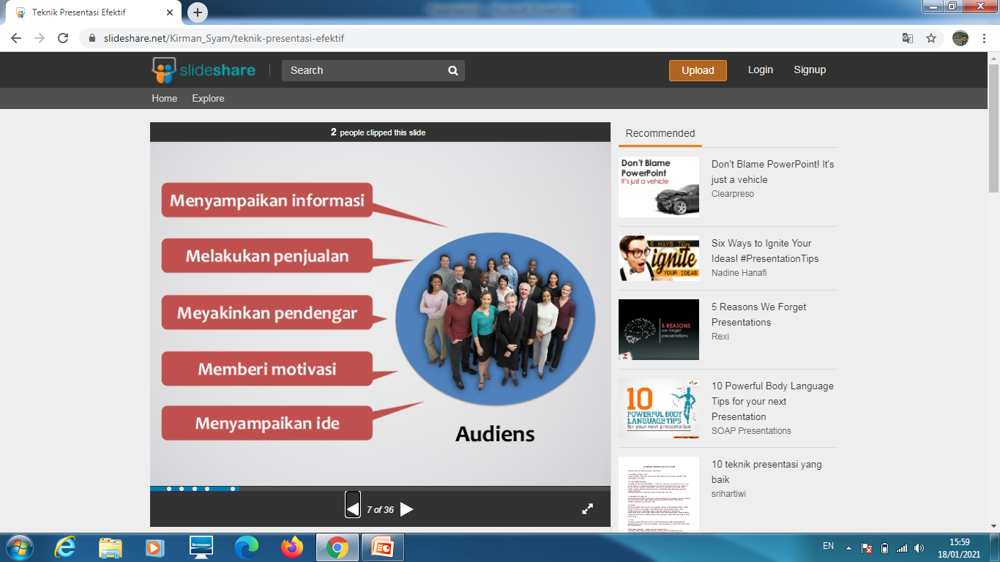 Teknik Presentasi Efektif
slideshare.net/Kirman_Syam/teknik-presentasi-efektif
slideshare
Search
Upload
Login
Signup
Home
Explore
2 people clipped this slide
Menyampaikan informasi
Melakukan penjualan
Meyakinkan pendengar
Memberi motivasi
Menyampaikan ide
Audiens
7 of 36
Recommended
Don't Blame
PowerPoint
It's just a vehicle
Don't Blame PowerPoint! It's
just a vehicle
Clearpreso
6 WAYS TO
ignite
YOUR IDEAS
Six Ways to Ignite Your
Ideas! #PresentationTips
Nadine Hanafi
5 REASONS
we forget
presentations
5 Reasons We Forget
Presentations
Rexi
10
POWERFUL BODY
LANGUAGE TIPS
for your next presentation
10 Powerful Body Language
Tips for your next
Presentation
SOAP Presentations
10 teknik presentasi yang
baik
srihartiwi
lenovo
EN
15:59
18/01/2021